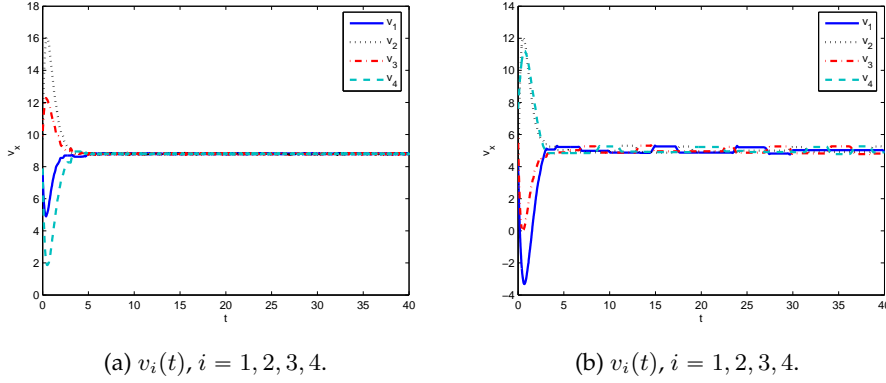 18
16
14
12
10
8
6
4
2
0
v_x
0 5 10 15 20 25 30 35 40
t
v_1
v_2
v_3
v_4
(a) v_i(t), i = 1, 2, 3, 4.
14
12
10
8
6
4
2
0
−2
−4
v_x
0 5 10 15 20 25 30 35 40
t
v_1
v_2
v_3
v_4
(b) v_i(t), i = 1, 2, 3, 4.